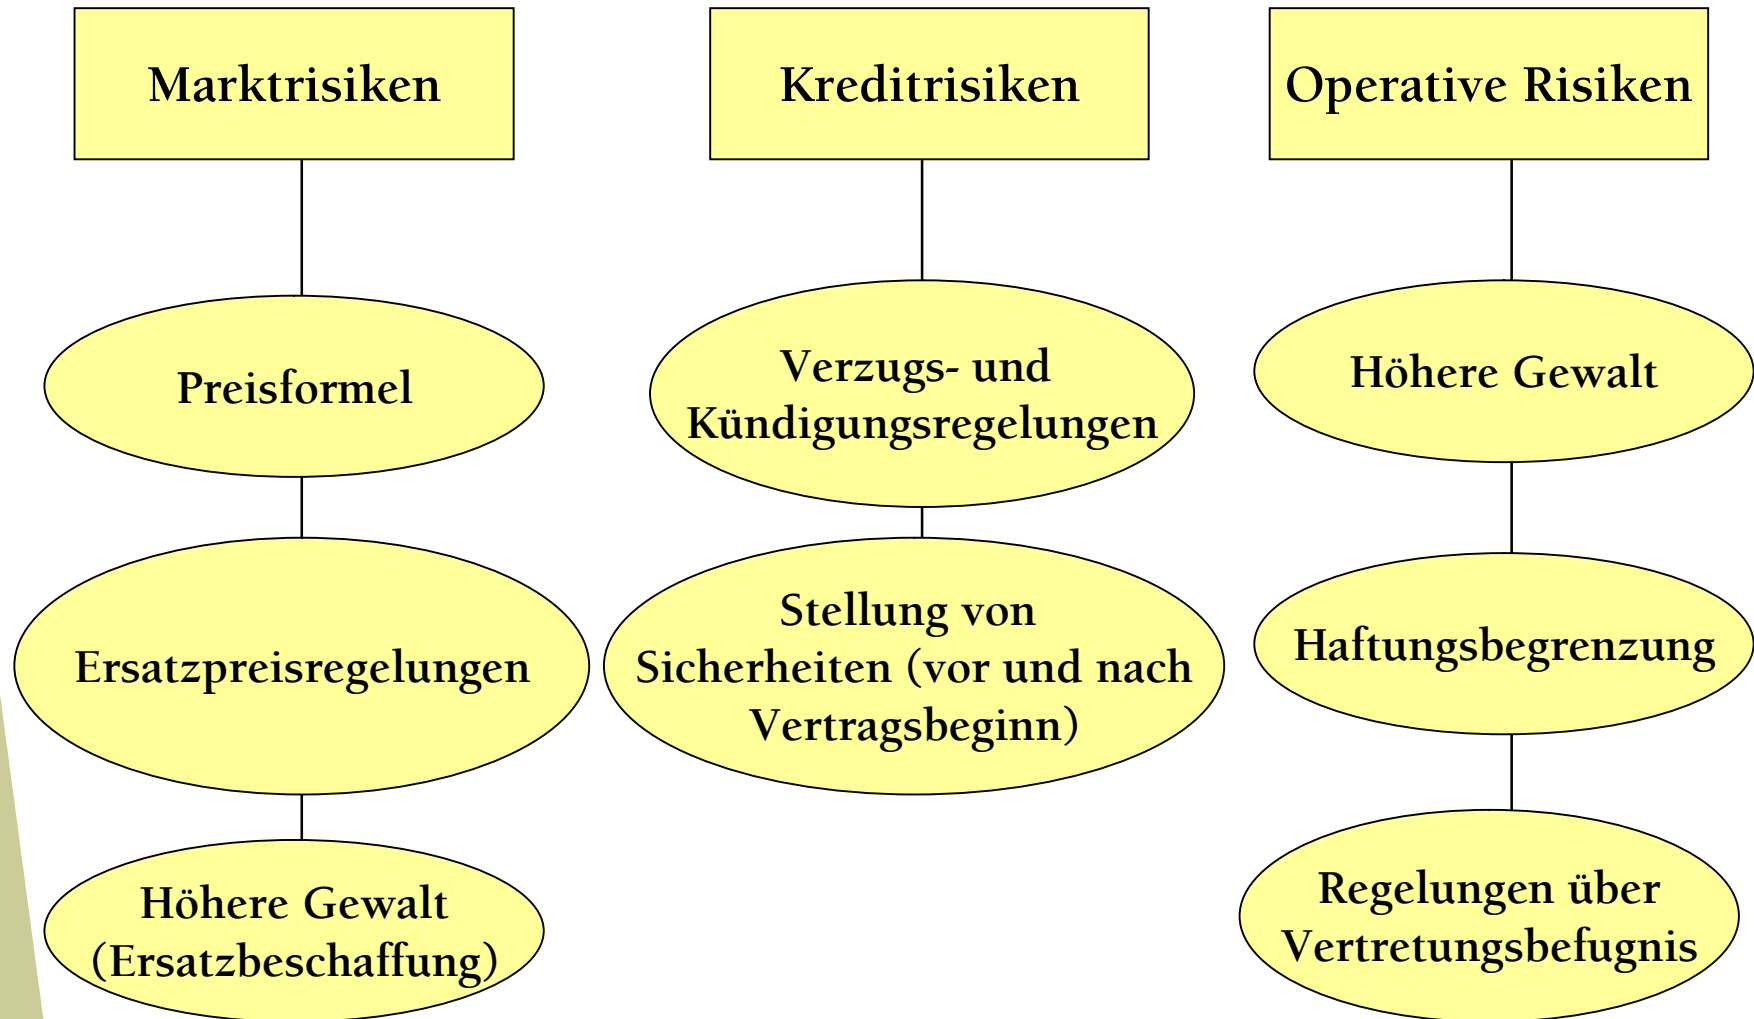 Marktrisiken
Preisformel
Ersatzpreisregelungen
Höhere Gewalt
(Ersatzbeschaffung)
Kreditrisiken
Verzugs- und
Kündigungsregelungen
Stellung von
Sicherheiten (vor und nach
Vertragsbeginn)
Operative Risiken
Höhere Gewalt
Haftungsbegrenzung
Regelungen über
Vertretungsbefugnis